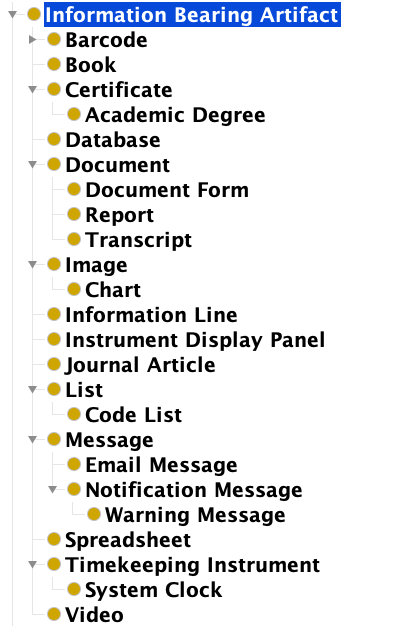 Information Bearing Artifact
Barcode
Book
Certificate
Academic Degree
Database
Document
Document Form
Report
Transcript
Image
Chart
Information Line
Instrument Display Panel
Journal Article
List
Code List
Message
Email Message
Notification Message
Warning Message
Spreadsheet
Timekeeping Instrument
System Clock
Video